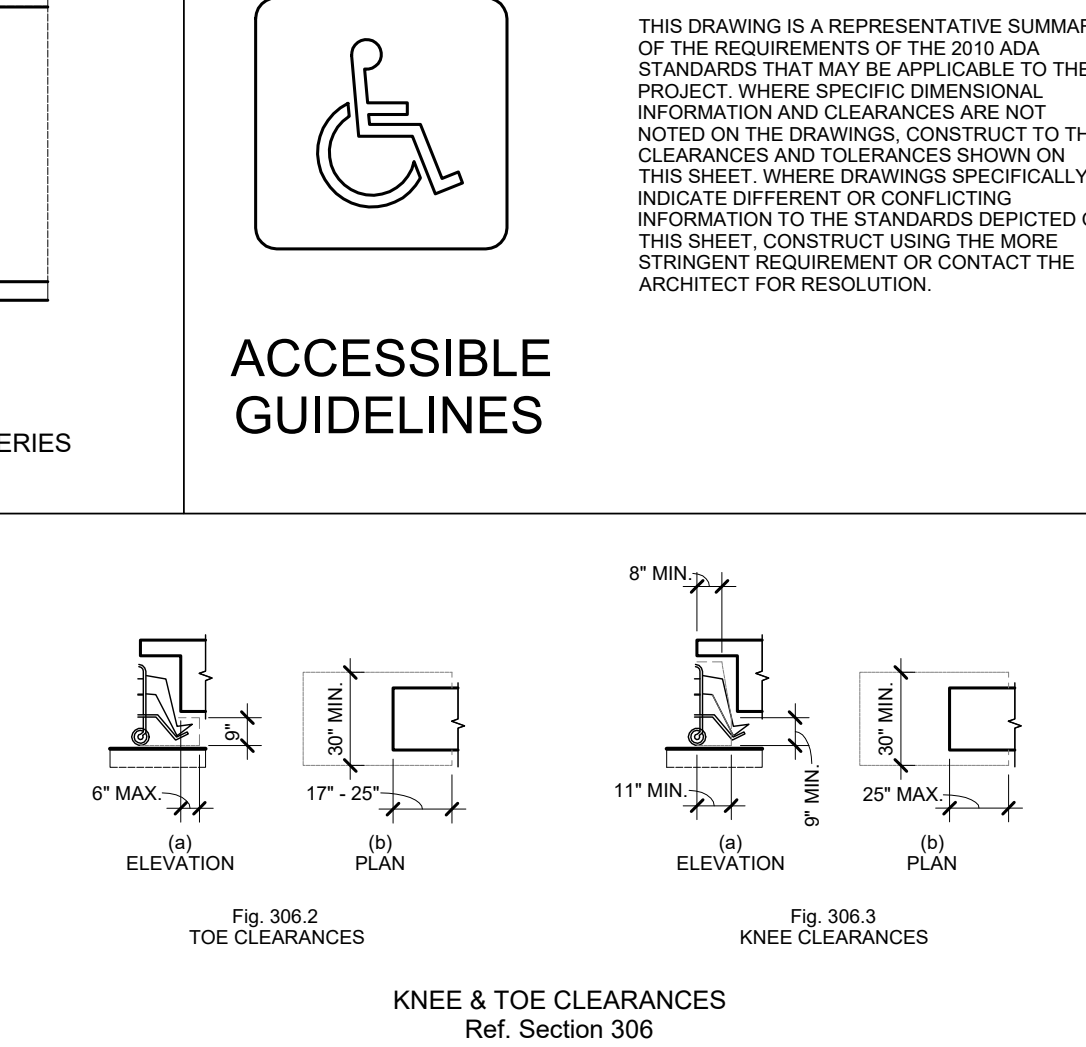 THIS DRAWING IS A REPRESENTATIVE SUMMAR
OF THE REQUIREMENTS OF THE 2010 ADA
STANDARDS THAT MAY BE APPLICABLE TO THE
PROJECT. WHERE SPECIFIC DIMENSIONAL
INFORMATION AND CLEARANCES ARE NOT
NOTED ON THE DRAWINGS, CONSTRUCT TO TH
CLEARANCES AND TOLERANCES SHOWN ON
THIS SHEET. WHERE DRAWINGS SPECIFICALLY
INDICATE DIFFERENT OR CONFLICTING
INFORMATION TO THE STANDARDS DEPICTED O
THIS SHEET, CONSTRUCT USING THE MORE
STRINGENT REQUIREMENT OR CONTACT THE
ARCHITECT FOR RESOLUTION.
ACCESSIBLE
GUIDELINES
ERIES
9"
6" MAX.
(a)
ELEVATION
30" MIN.
17" - 25"
(b)
PLAN
Fig. 306.2
TOE CLEARANCES
8" MIN.
11" MIN.
9" MIN.
(a)
ELEVATION
30" MIN.
25" MAX.
(b)
PLAN
Fig. 306.3
KNEE CLEARANCES
KNEE & TOE CLEARANCES
Ref. Section 306